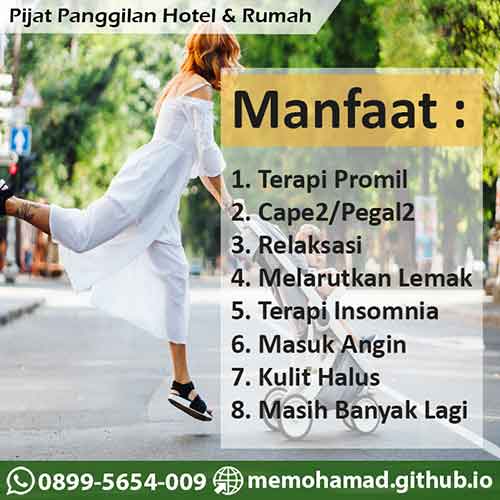 Pijat Panggilan Hotel & Rumah
Manfaat :
1. Terapi Promil
2. Cape2/Pegal2
3. Relaksasi
4. Melarutkan Lemak
5. Terapi Insomnia
6. Masuk Angin
7. Kulit Halus
8. Masih Banyak Lagi
0899-5654-009 memohamad.github.io